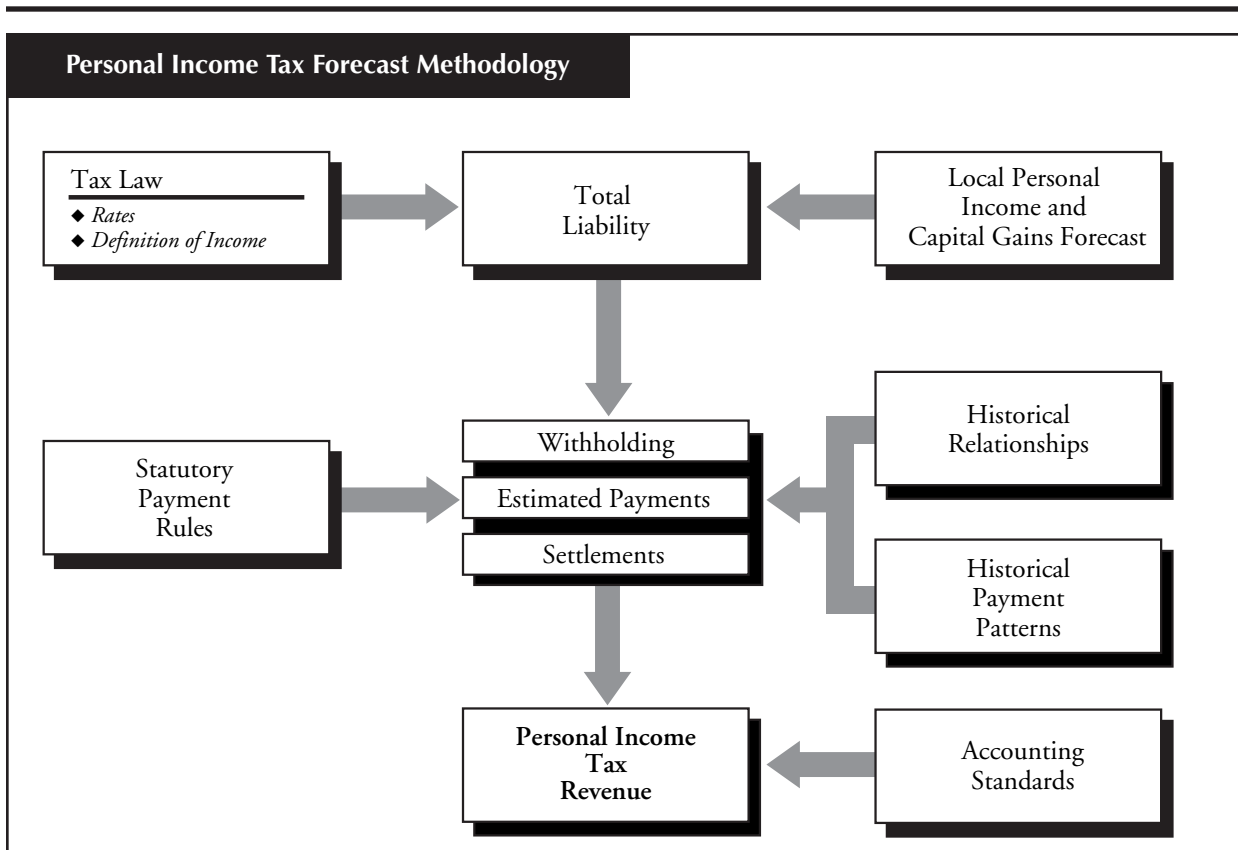 Personal Income Tax Forecast Methodology
Tax Law
◆ Rates
◆ Definition of Income
Total
Liability
Local Personal
Income and
Capital Gains Forecast
Statutory
Payment
Rules
Withholding
Estimated Payments
Settlements
Historical
Relationships
Historical
Payment
Patterns
Personal Income
Tax
Revenue
Accounting
Standards